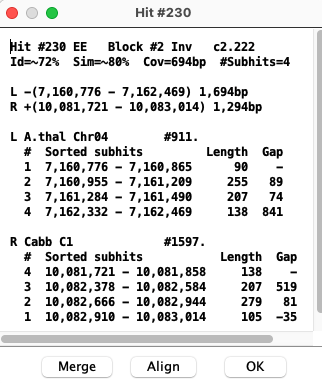 Hit #230
Hit #230 EE Block #2 Inv c2.222
Id=~72% Sim=~80% Cov=694bp #Subhits=4
L -(7,160,776 - 7,162,469) 1,694bp
R +(10,081,721 - 10,083,014) 1,294bp
L A.thal Chr04 #911.
# Sorted subhits Length Gap
1 7,160,776 - 7,160,865 90 -
2 7,160,955 - 7,161,209 255 89
3 7,161,284 - 7,161,490 207 74
4 7,162,332 - 7,162,469 138 841
R Cabb C1 #1597.
# Sorted subhits Length Gap
4 10,081,721 - 10,081,858 138 -
3 10,082,378 - 10,082,584 207 519
2 10,082,666 - 10,082,944 279 81
1 10,082,910 - 10,083,014 105 -35
Merge Align OK